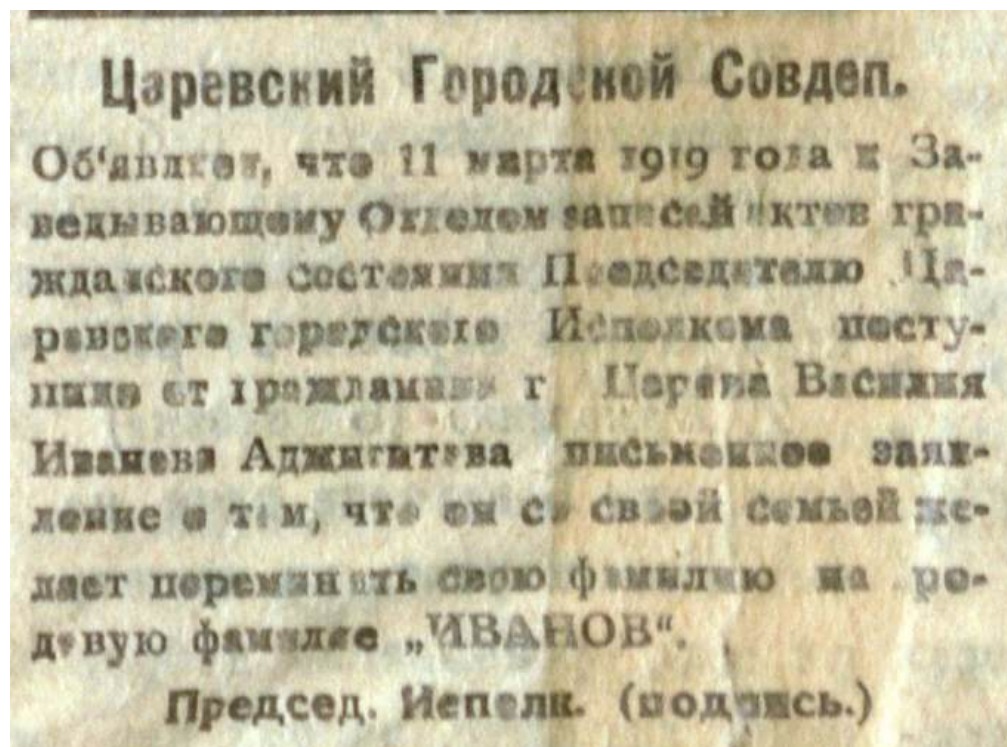 Царевский Городской Совдеп.
Об‘являет, что 11 марта 1919 года к За-
ведывающему Отделом записей актов гра-
жданского состояния Председателю Ца-
ревского городского Исполкома посту-
пило от гражданина г Царева Василия
Иванова Аджигитова письменное заяв-
ление о том, что он со своей семьей же-
лает переминить свою фамилию на ро-
довую фамилие „ИВАНОВ“.
Председ. Исполк. (подпись.)